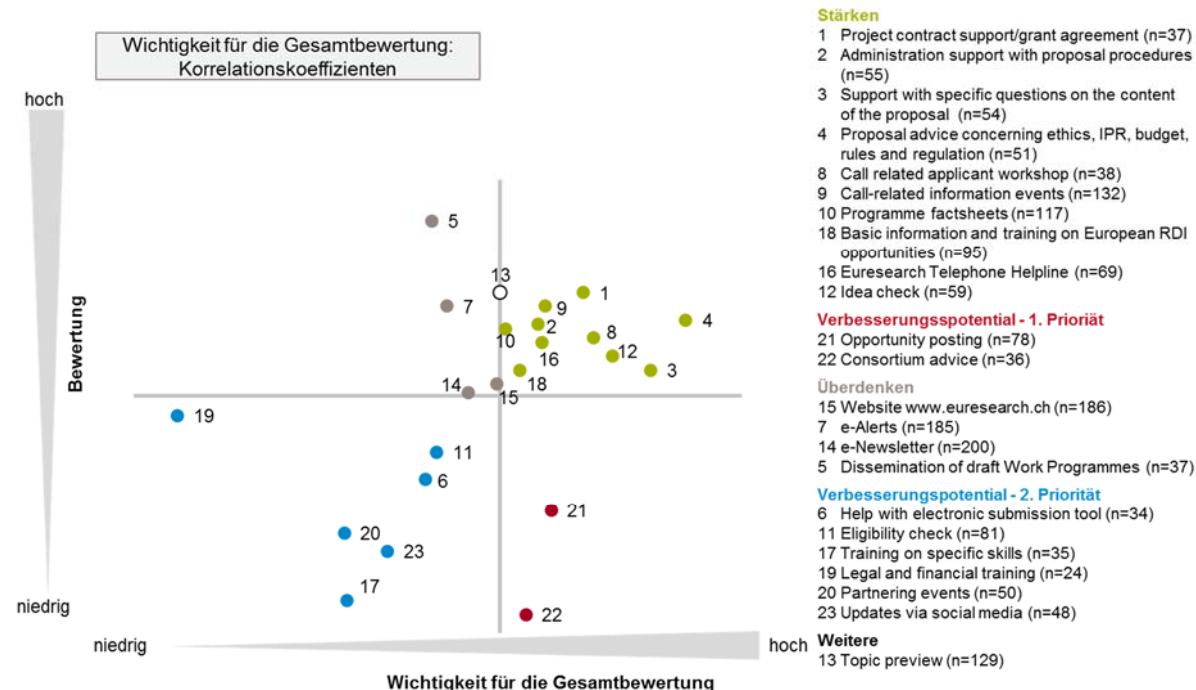 Wichtigkeit für die Gesamtbewertung:
Korrelationskoeffizienten
hoch
Bewertung
niedrig
5
13
7
1
9
4
2
10
8
16
12
3
14
18
15
19
11
6
21
20
23
17
22
niedrig
hoch
Wichtigkeit für die Gesamtbewertung
Stärken
1 Project contract support/grant agreement (n=37)
2 Administration support with proposal procedures
(n=55)
3 Support with specific questions on the content
of the proposal (n=54)
4 Proposal advice concerning ethics, IPR, budget,
rules and regulation (n=51)
8 Call related applicant workshop (n=38)
9 Call-related information events (n=132)
10 Programme factsheets (n=117)
18 Basic information and training on European RDI
opportunities (n=95)
16 Euresearch Telephone Helpline (n=69)
12 Idea check (n=59)
Verbesserungsspotential - 1. Prioriät
21 Opportunity posting (n=78)
22 Consortium advice (n=36)
Überdenken
15 Website www.euresearch.ch (n=186)
7 e-Alerts (n=185)
14 e-Newsletter (n=200)
5 Dissemination of draft Work Programmes (n=37)
Verbesserungspotential - 2. Priorität
6 Help with electronic submission tool (n=34)
11 Eligibility check (n=81)
17 Training on specific skills (n=35)
19 Legal and financial training (n=24)
20 Partnering events (n=50)
23 Updates via social media (n=48)
Weitere
13 Topic preview (n=129)